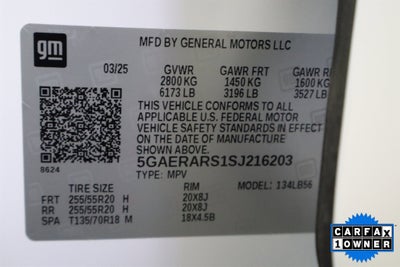 gm
MFD BY GENERAL MOTORS LLC
03/25 GVWR GAWR FRT GAWR R
2800 KG 1450 KG 1600 KG
6173 LB 3196 LB 3527 LB
THIS VEHICLE CONFORMS TO ALL
APPLICABLE U.S. FEDERAL MOTOR
VEHICLE SAFETY STANDARDS IN EFFECT
ON THE DATE OF MANUFACTURE
SHOWN ABOVE.
5GAERARS1SJ216203
8624
TYPE: MPV MODEL: 134LB56
TIRE SIZE RIM
FRT 255/55R20 H 20X8J
RR 255/55R20 H 20X8J
SPA T135/70R18 M 18X4.5B
CARFAX
1 OWNER